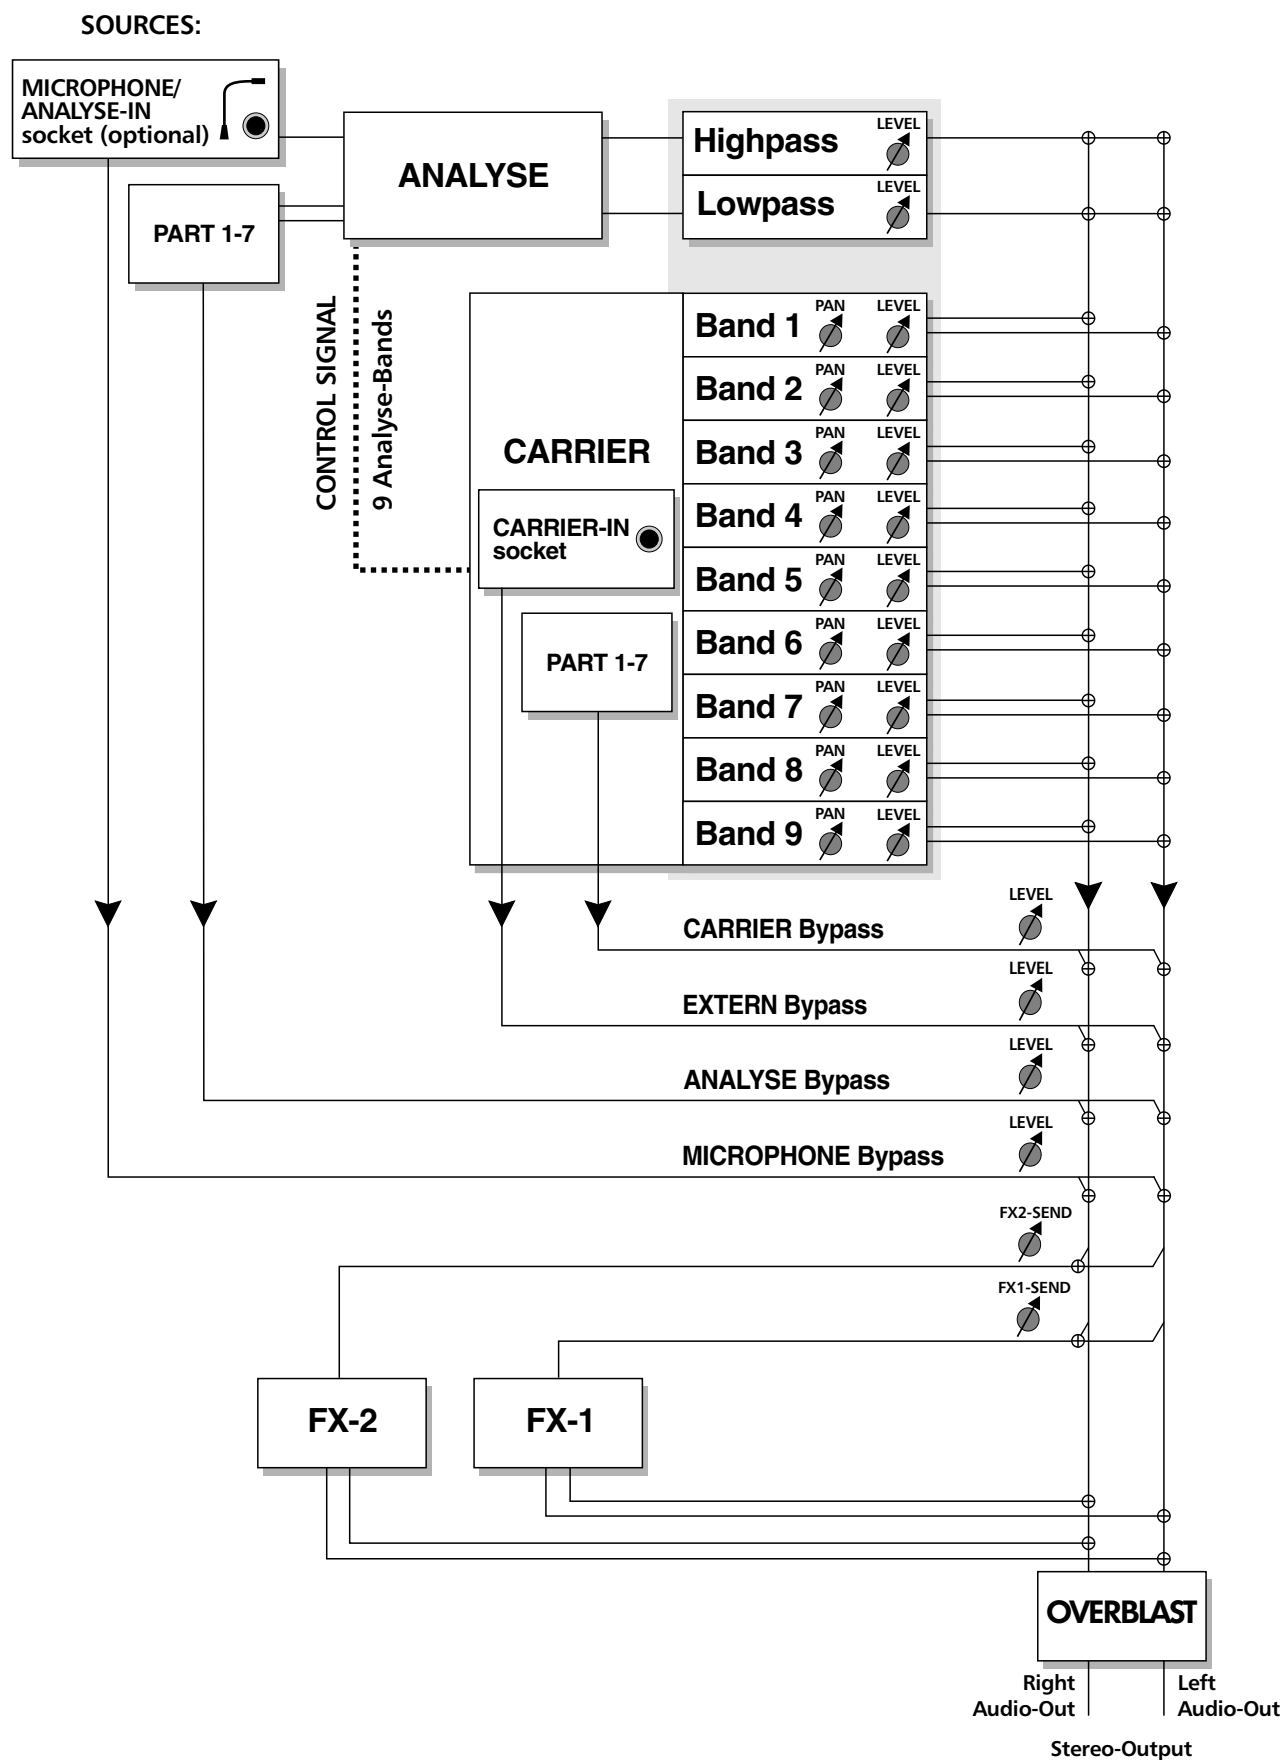 SOURCES:
MICROPHONE/
ANALYSE-IN
socket (optional)
PART 1-7
ANALYSE
Highpass
LEVEL
Lowpass
LEVEL
CONTROL SIGNAL
9 Analyse-Bands
CARRIER
CARRIER-IN
socket
PART 1-7
Band 1
PAN
LEVEL
Band 2
PAN
LEVEL
Band 3
PAN
LEVEL
Band 4
PAN
LEVEL
Band 5
PAN
LEVEL
Band 6
PAN
LEVEL
Band 7
PAN
LEVEL
Band 8
PAN
LEVEL
Band 9
PAN
LEVEL
LEVEL
CARRIER Bypass
LEVEL
EXTERN Bypass
LEVEL
ANALYSE Bypass
LEVEL
MICROPHONE Bypass
FX2-SEND
FX1-SEND
FX-2
FX-1
OVERBLAST
Right
Audio-Out
Left
Audio-Out
Stereo-Output